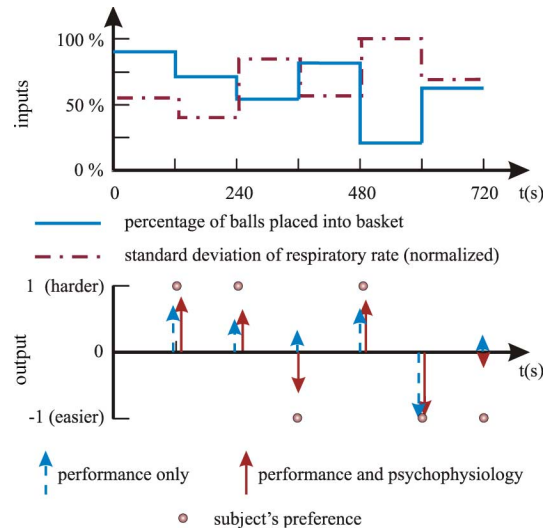 100 %
inputs
50 %
0 %
0 240 480 720 t(s)
percentage of balls placed into basket
standard deviation of respiratory rate (normalized)
1 (harder)
output
0
t(s)
-1 (easier)
performance only performance and psychophysiology
subject's preference